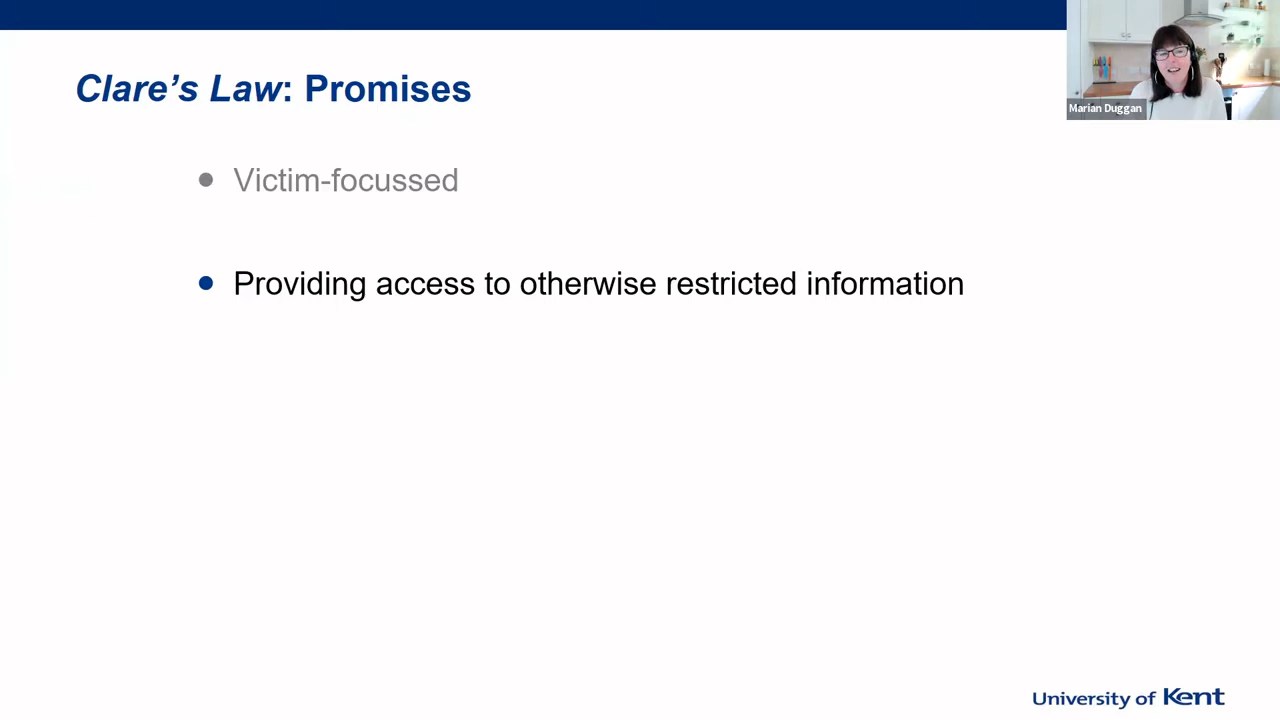 Clare’s Law: Promises
Marian Duggan
Victim-focussed
Providing access to otherwise restricted information
University of Kent